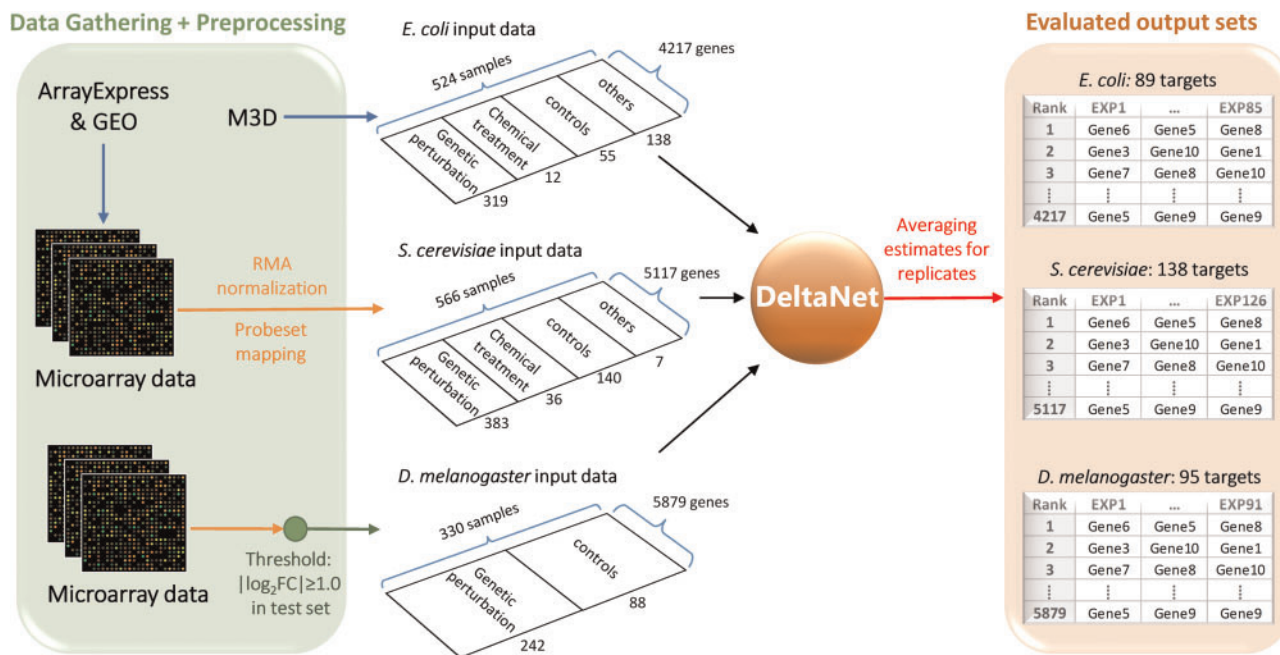 Data Gathering + Preprocessing
ArrayExpress
& GEO
M3D
Microarray data
RMA
normalization
Probeset
mapping
Microarray data
Threshold:
|log₂FC|≥1.0
in test set
E. coli input data
524 samples
4217 genes
Genetic
perturbation
Chemical
treatment
controls
others
319
12
55
138
S. cerevisiae input data
566 samples
5117 genes
Genetic
perturbation
Chemical
treatment
controls
others
383
36
140
7
D. melanogaster input data
330 samples
5879 genes
Genetic
perturbation
controls
242
88
DeltaNet
Averaging
estimates for
replicates
Evaluated output sets
E. coli: 89 targets
Rank EXP1 ... EXP85
1 Gene6 Gene5 Gene8
2 Gene3 Gene10 Gene1
3 Gene7 Gene8 Gene10
⁞ ⁞ ⁞ ⁞
4217 Gene5 Gene9 Gene9
S. cerevisiae: 138 targets
Rank EXP1 ... EXP126
1 Gene6 Gene5 Gene8
2 Gene3 Gene10 Gene1
3 Gene7 Gene8 Gene10
⁞ ⁞ ⁞ ⁞
5117 Gene5 Gene9 Gene9
D. melanogaster: 95 targets
Rank EXP1 ... EXP91
1 Gene6 Gene5 Gene8
2 Gene3 Gene10 Gene1
3 Gene7 Gene8 Gene10
⁞ ⁞ ⁞ ⁞
5879 Gene5 Gene9 Gene9